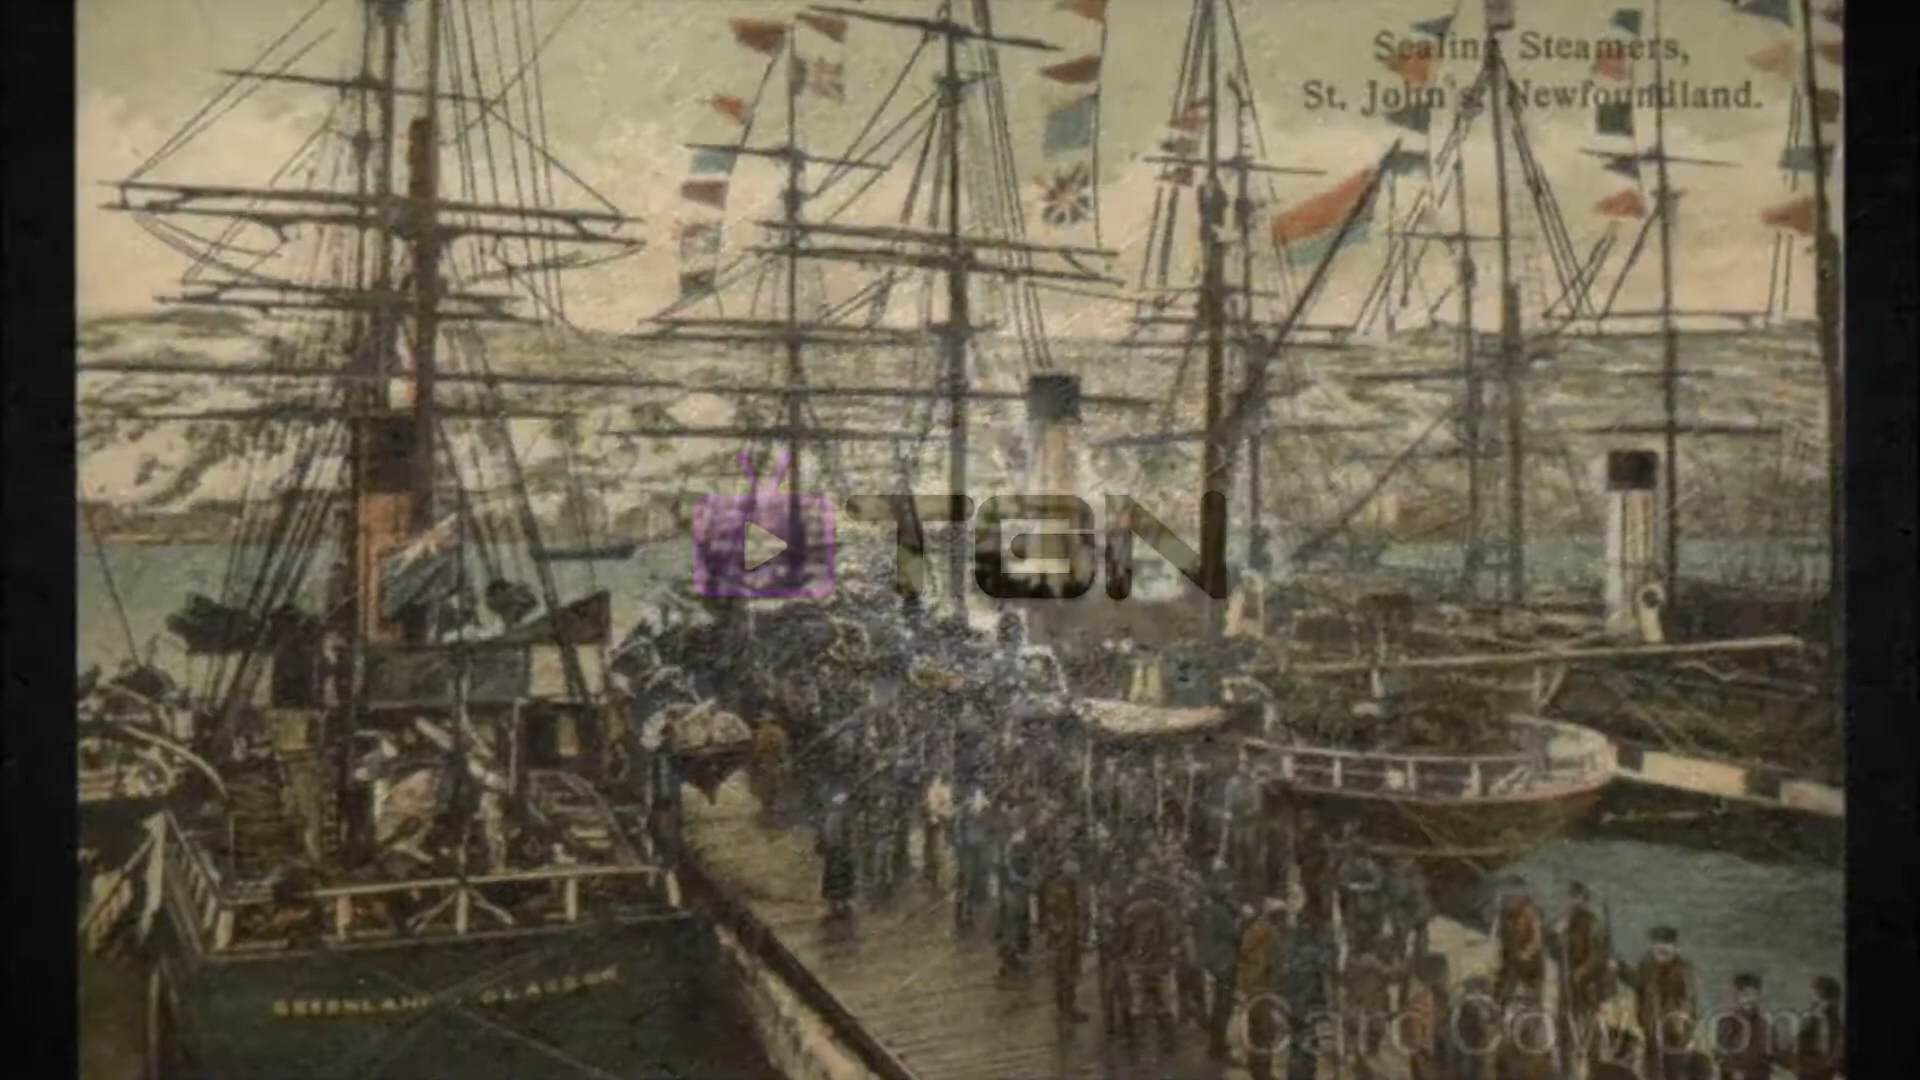 Sealing Steamers,
St. John's, Newfoundland.
TGN
GREENLAND GLASGOW
CardCow.com